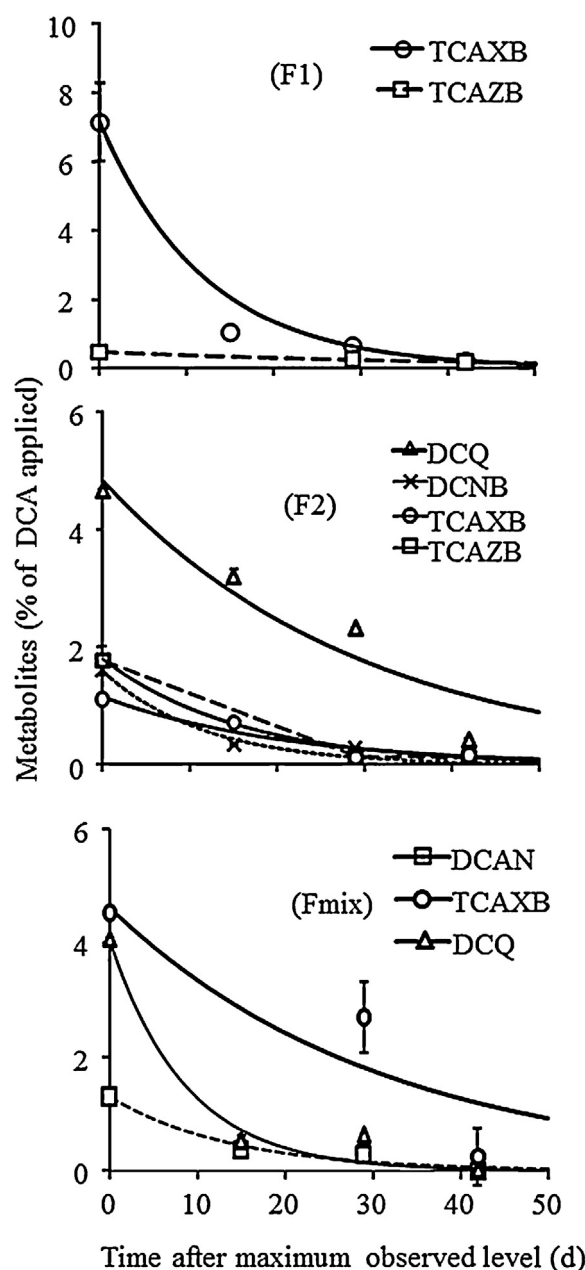 Metabolites (% of DCA applied)
10
8
6
4
2
0
(F1)
TCAXB
TCAZB
6
4
2
0
(F2)
DCQ
DCNB
TCAXB
TCAZB
6
4
2
0
(Fmix)
DCAN
TCAXB
DCQ
0 10 20 30 40 50
Time after maximum observed level (d)